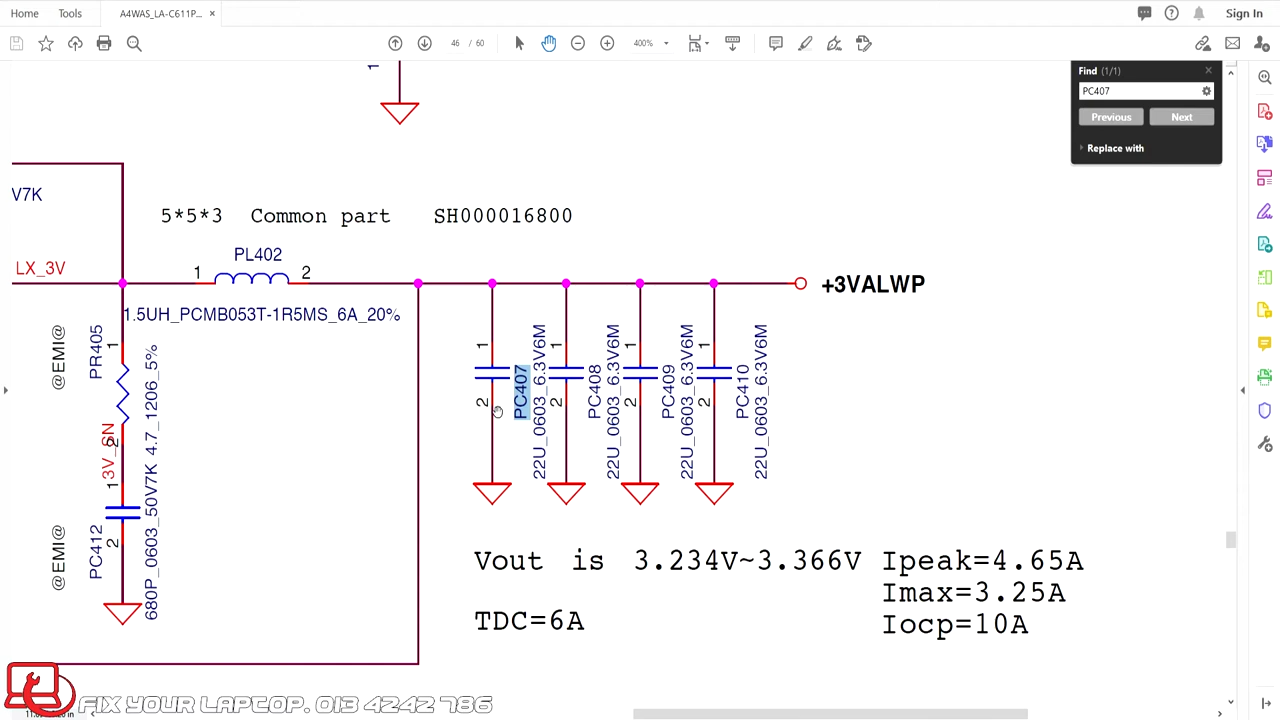 Home
Tools
A4WAS_LA-C611P...
×
Sign In
46 / 60
400%
Find (1/1)
PC407
Previous
Next
Replace with
1
V7K
5*5*3 Common part SH000016800
PL402
LX_3V
1
2
+3VALWP
1.5UH_PCMB053T-1R5MS_6A_20%
@EMI@
PR405
1
2
4.7_1206_5%
3V_SN
@EMI@
PC412
1
2
680P_0603_50V7K
1
2
PC407
22U_0603_6.3V6M
1
2
PC408
22U_0603_6.3V6M
1
2
PC409
22U_0603_6.3V6M
1
2
PC410
22U_0603_6.3V6M
Vout is 3.234V~3.366V Ipeak=4.65A
Imax=3.25A
TDC=6A
Iocp=10A
FIX YOUR LAPTOP. 013 4242 786